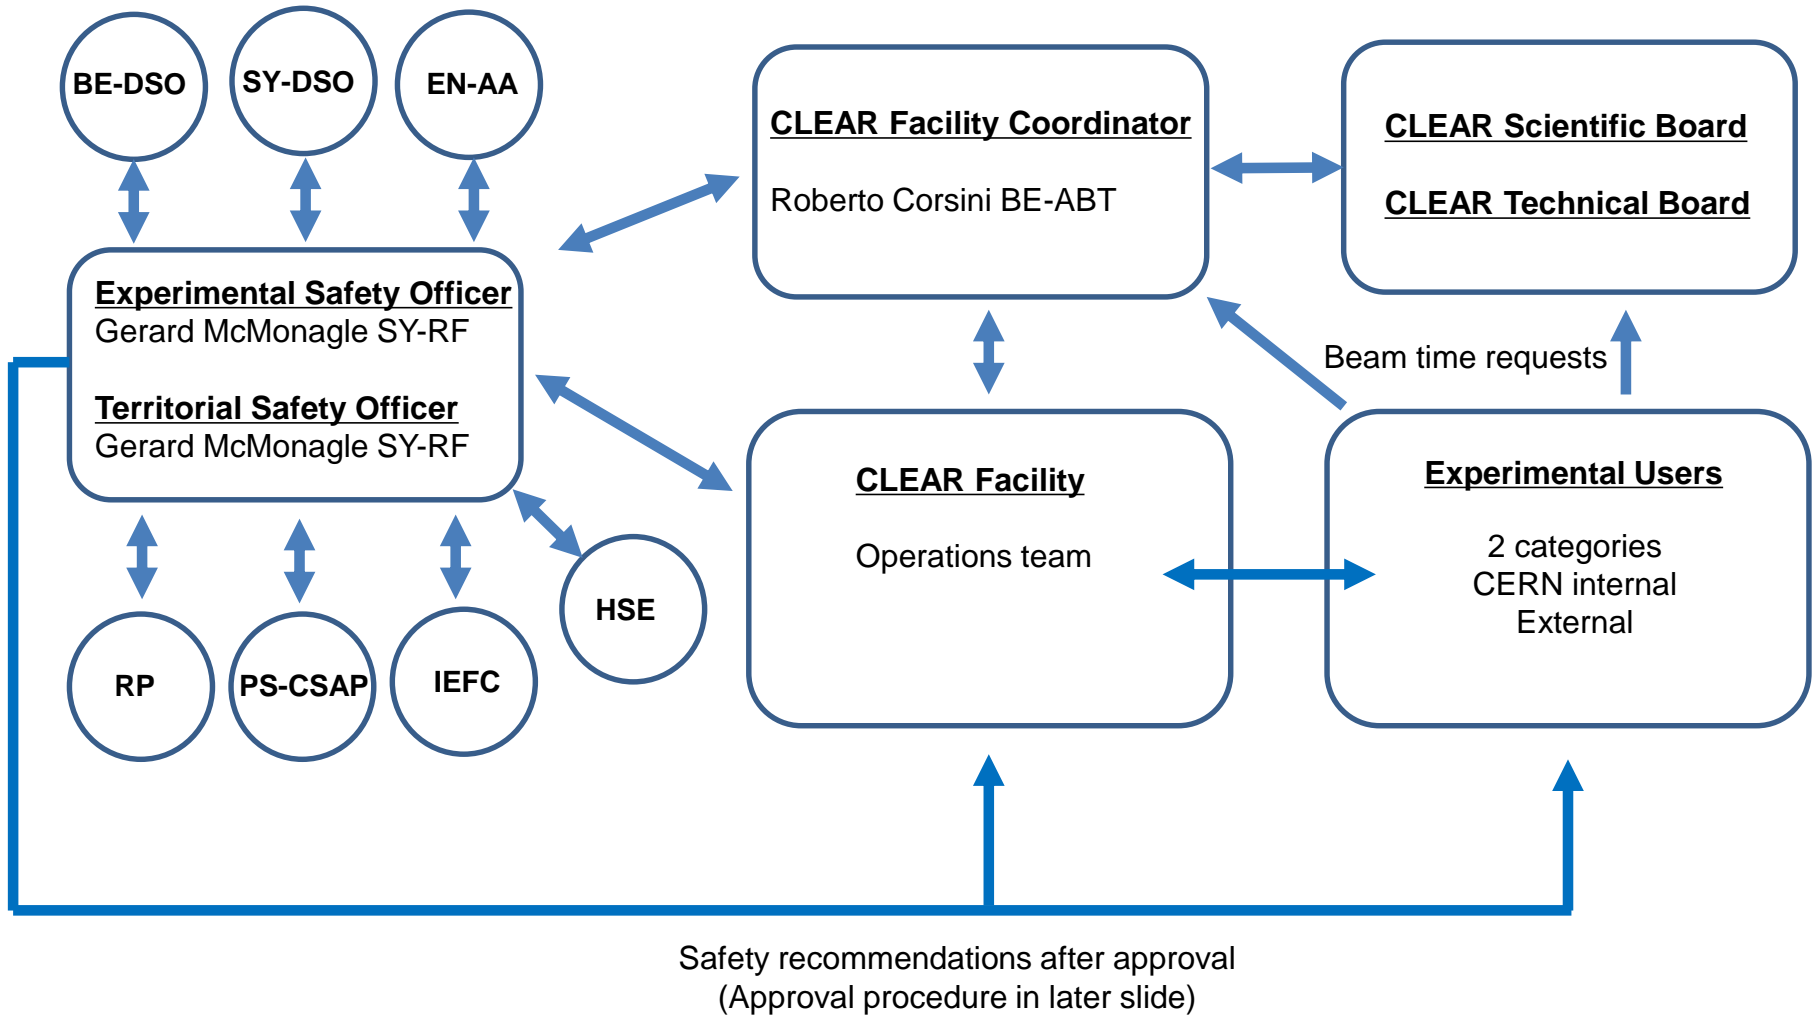 BE-DSO
SY-DSO
EN-AA
CLEAR Facility Coordinator
Roberto Corsini BE-ABT
CLEAR Scientific Board
CLEAR Technical Board
Experimental Safety Officer
Gerard McMonagle SY-RF
Territorial Safety Officer
Gerard McMonagle SY-RF
Beam time requests
CLEAR Facility
Operations team
Experimental Users
2 categories
CERN internal
External
HSE
RP
PS-CSAP
IEFC
Safety recommendations after approval
(Approval procedure in later slide)